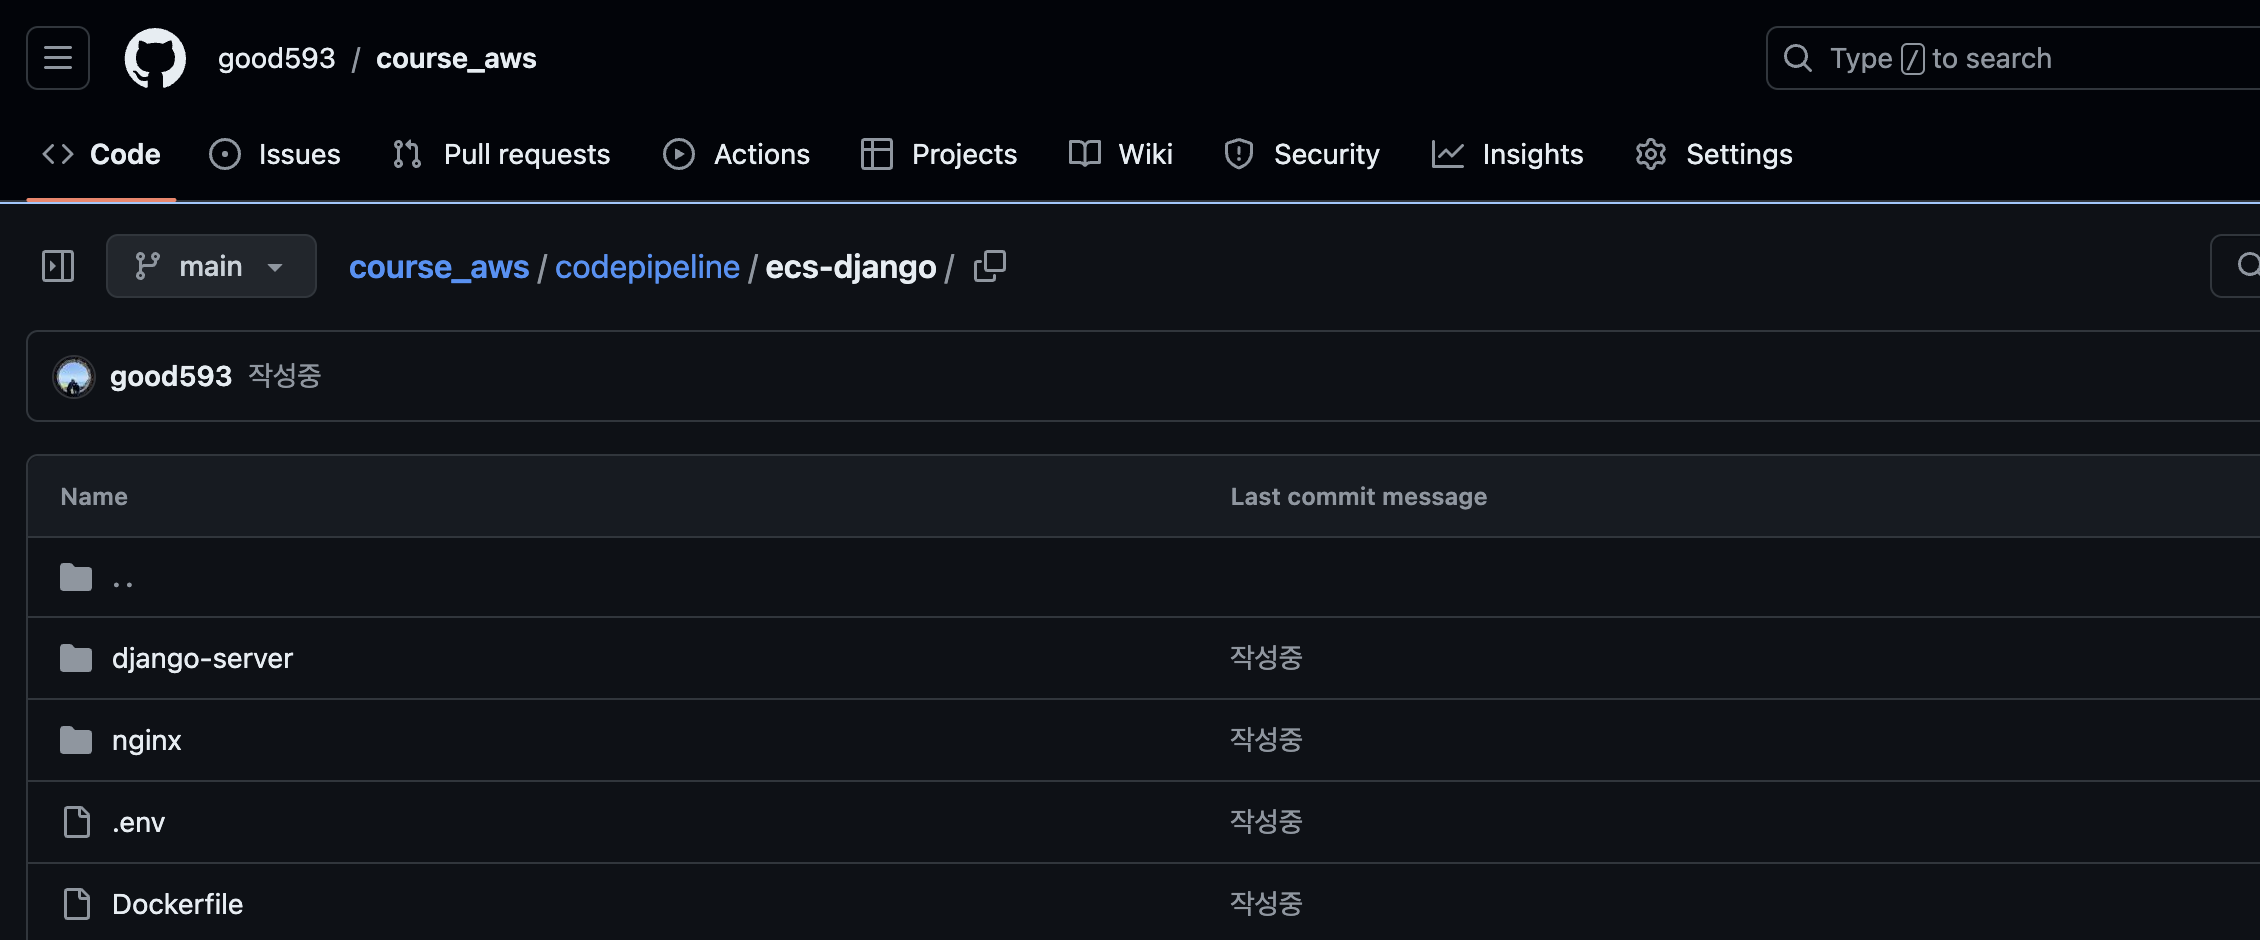 good593 / course_aws
Type / to search
Code Issues Pull requests Actions Projects Wiki Security Insights Settings
main course_aws / codepipeline / ecs-django /
good593 작성중
Name Last commit message
..
django-server 작성중
nginx 작성중
.env 작성중
Dockerfile 작성중